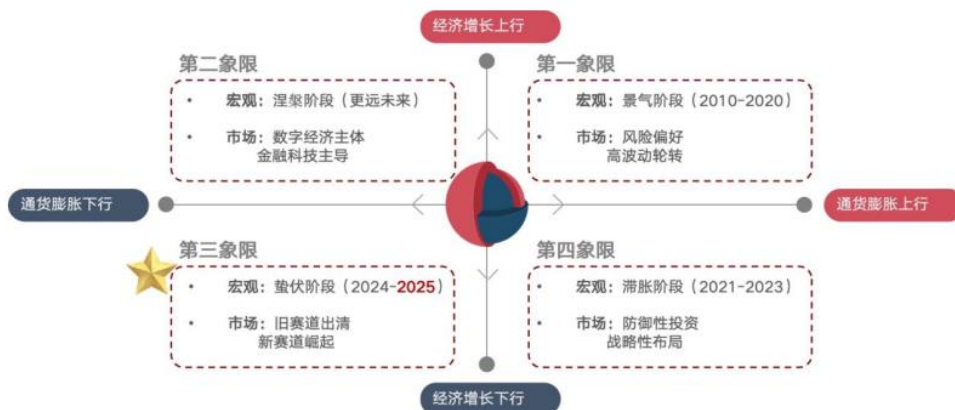 经济增长上行
第二象限
• 宏观：涅槃阶段（更远未来）
• 市场：数字经济主体
金融科技主导
第一象限
• 宏观：景气阶段（2010-2020）
• 市场：风险偏好
高波动轮转
通货膨胀下行
通货膨胀上行
第三象限
• 宏观：蛰伏阶段（2024-2025）
• 市场：旧赛道出清
新赛道崛起
第四象限
• 宏观：滞胀阶段（2021-2023）
• 市场：防御性投资
战略性布局
经济增长下行